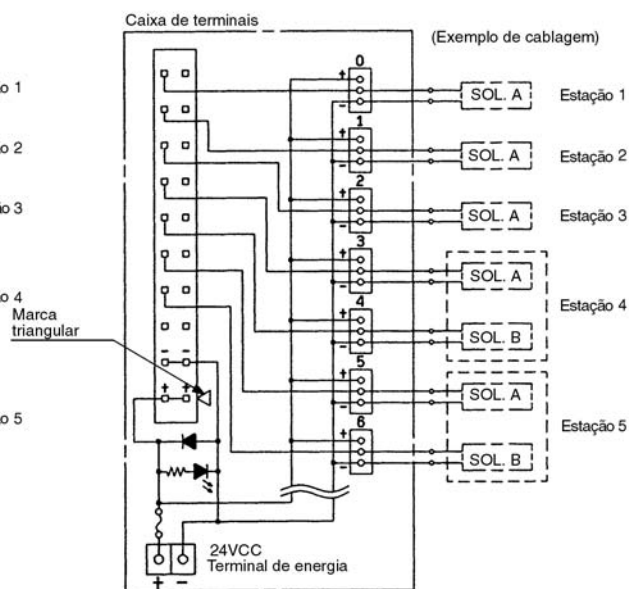 Caixa de terminais
(Exemplo de cablagem)
0
+
-
SOL. A
Estação 1
o 1
1
+
-
SOL. A
Estação 2
o 2
2
+
-
SOL. A
Estação 3
ão 3
3
+
-
SOL. A
Estação 4
o 4
4
+
-
SOL. B
Marca
triangular
- -
+ +
5
+
-
SOL. A
Estação 5
o 5
6
+
-
SOL. B
24VCC
Terminal de energia
+ -